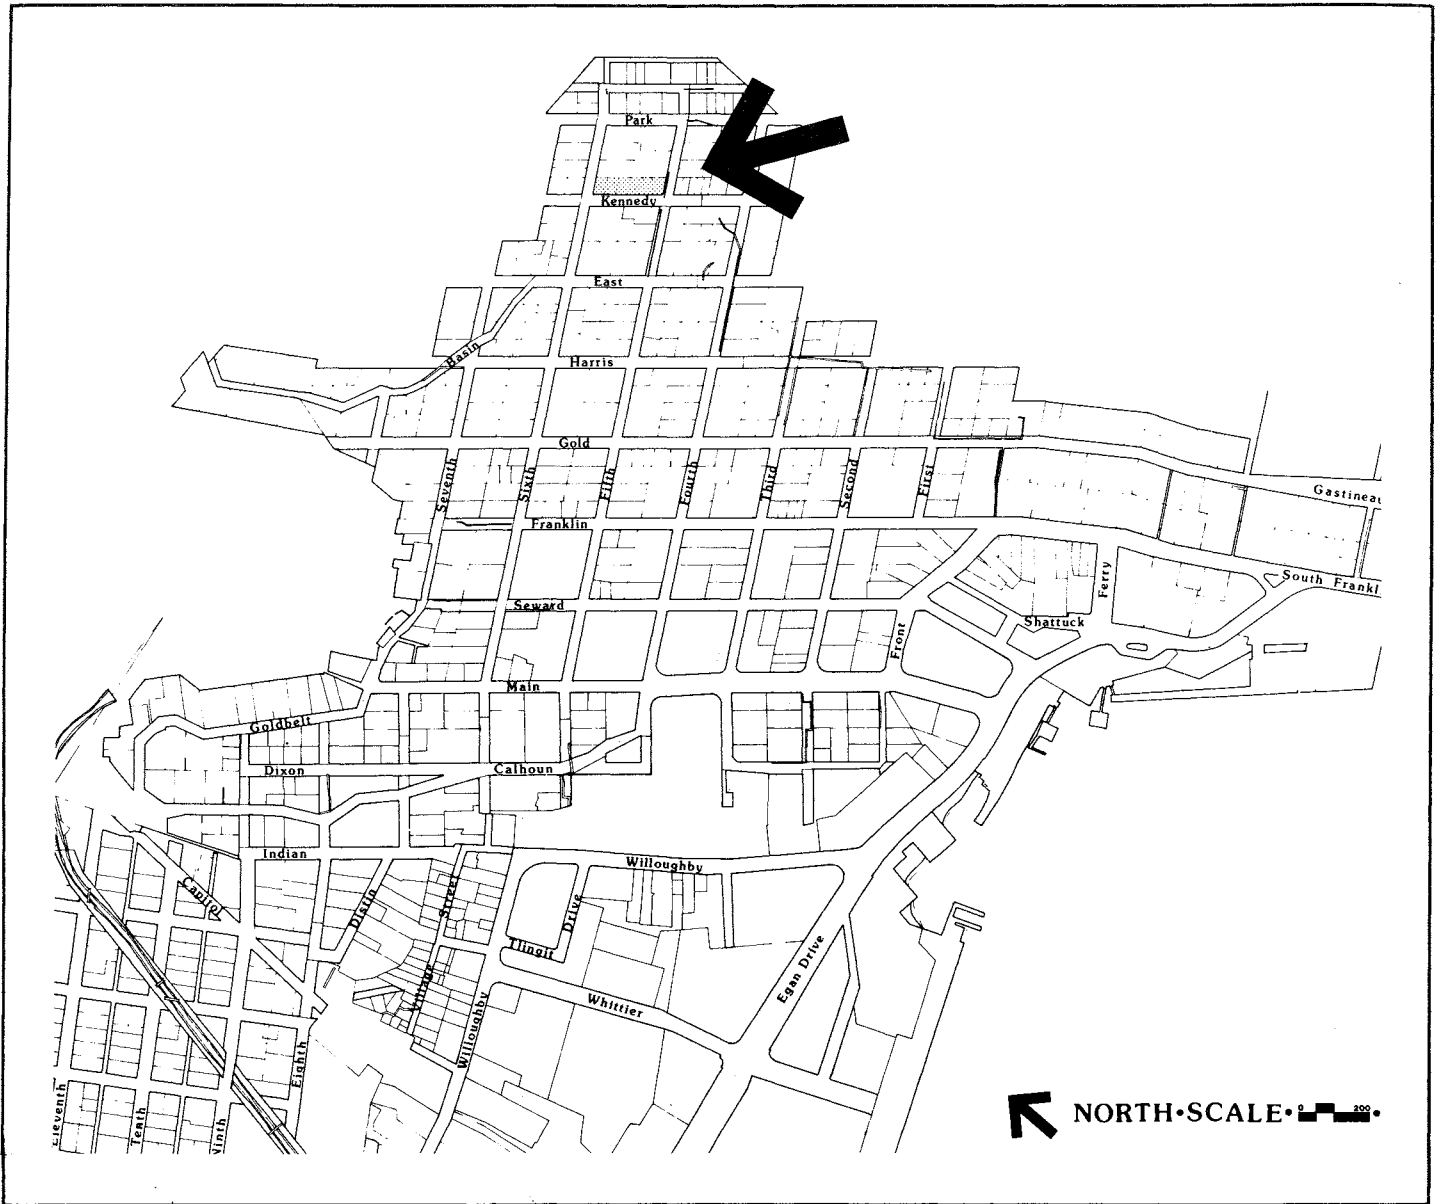 Park
Kennedy
East
Basin
Harris
Gold
Seventh
Sixth
Fifth
Fourth
Third
Second
First
Gastineau
Franklin
Ferry
South Frankl
Seward
Shattuck
Front
Main
Goldbelt
Dixon
Calhoun
Indian
Willoughby
Capitol
Distin
Street
Drive
Tlingit
Village
Willoughby
Whittier
Egan Drive
Eighth
Eleventh
Tenth
Ninth
NORTH•SCALE• 0 200 •